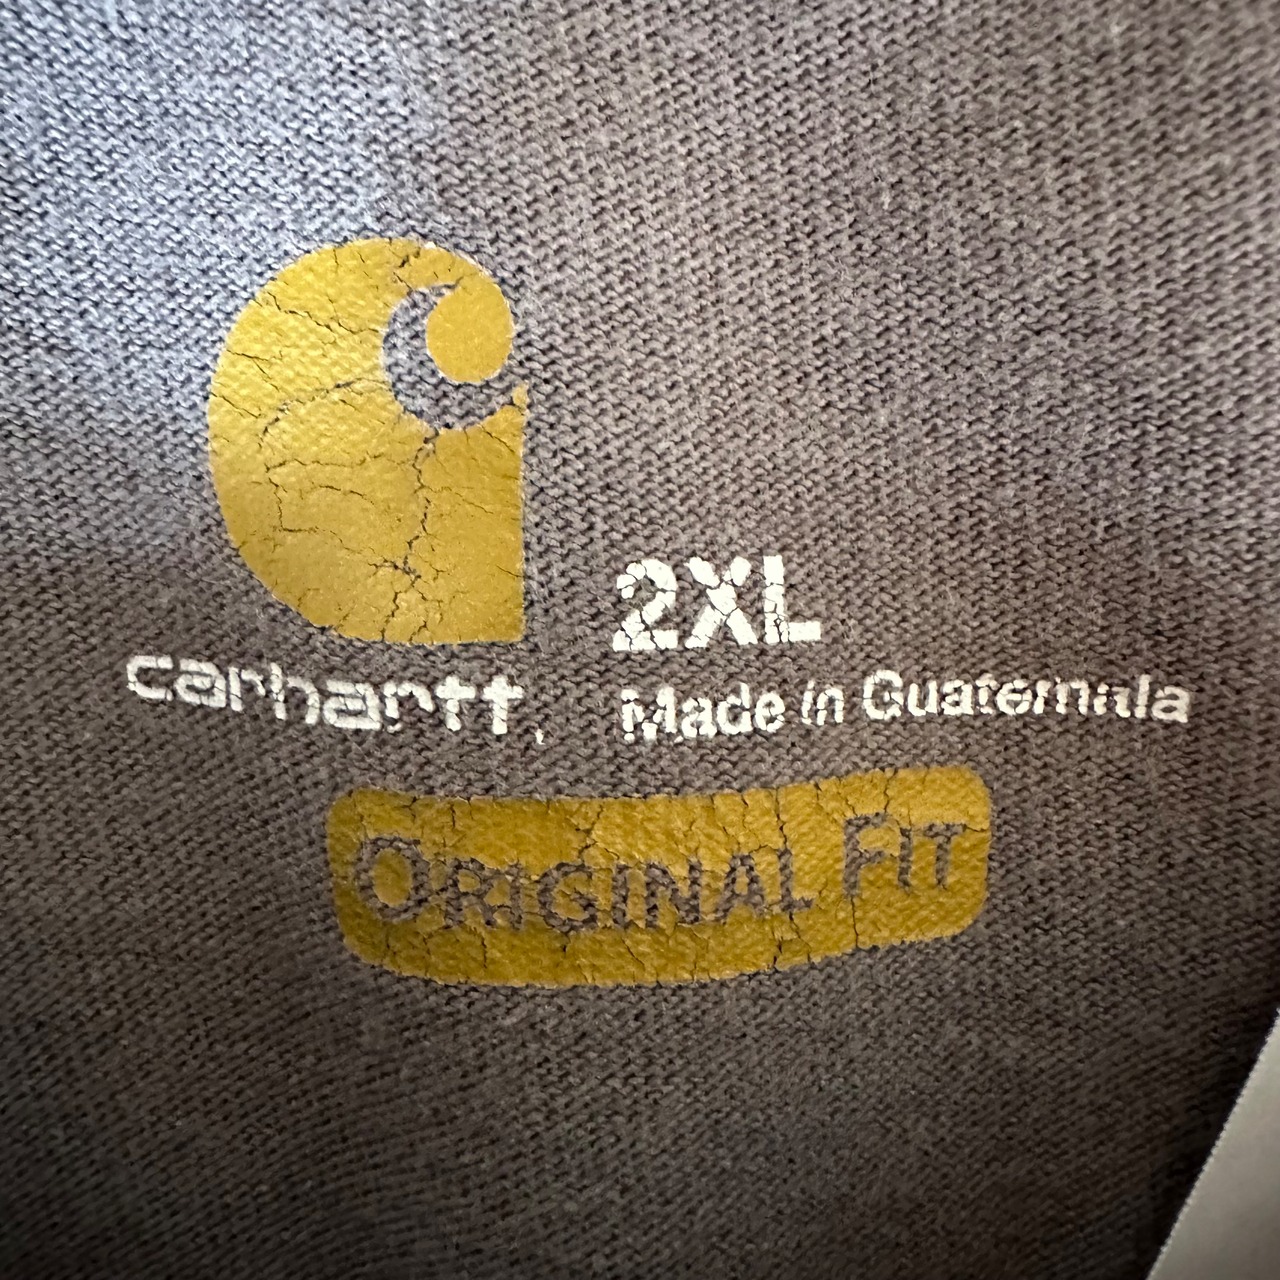 carhartt
2XL
Made in Guatemala
ORIGINAL FIT